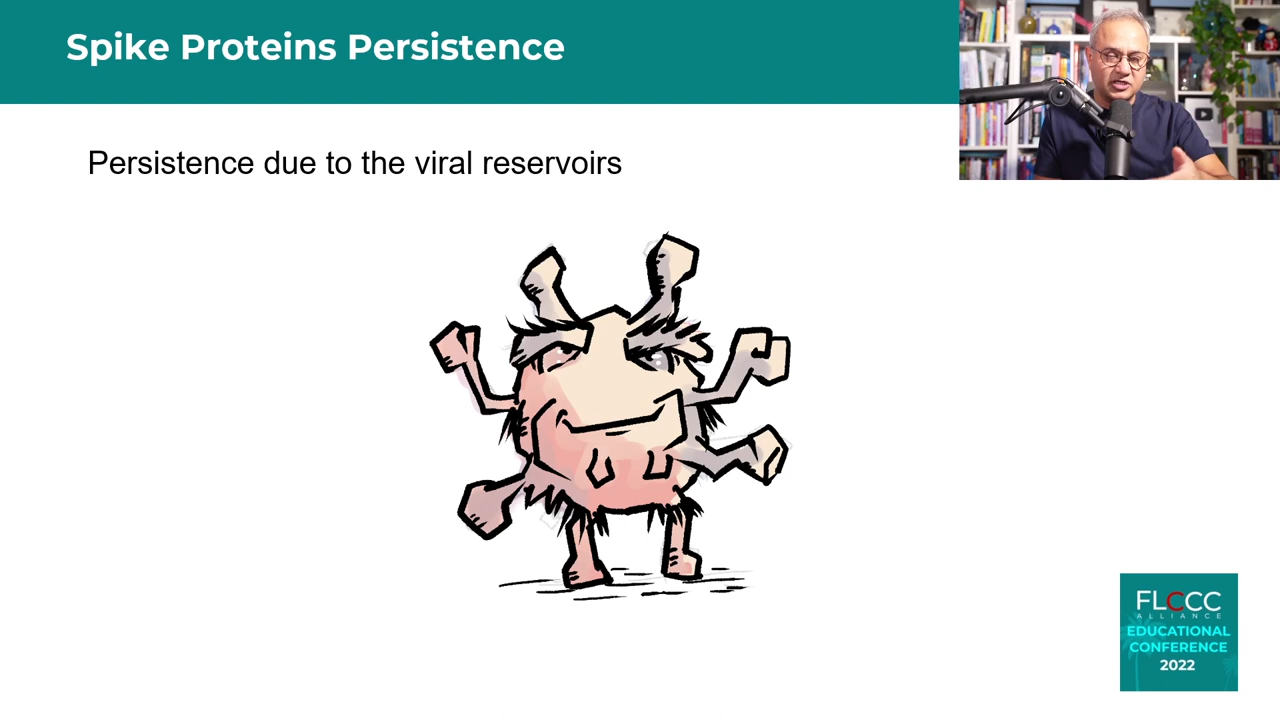 Spike Proteins Persistence
Persistence due to the viral reservoirs
FLCCC
ALLIANCE
EDUCATIONAL
CONFERENCE
2022